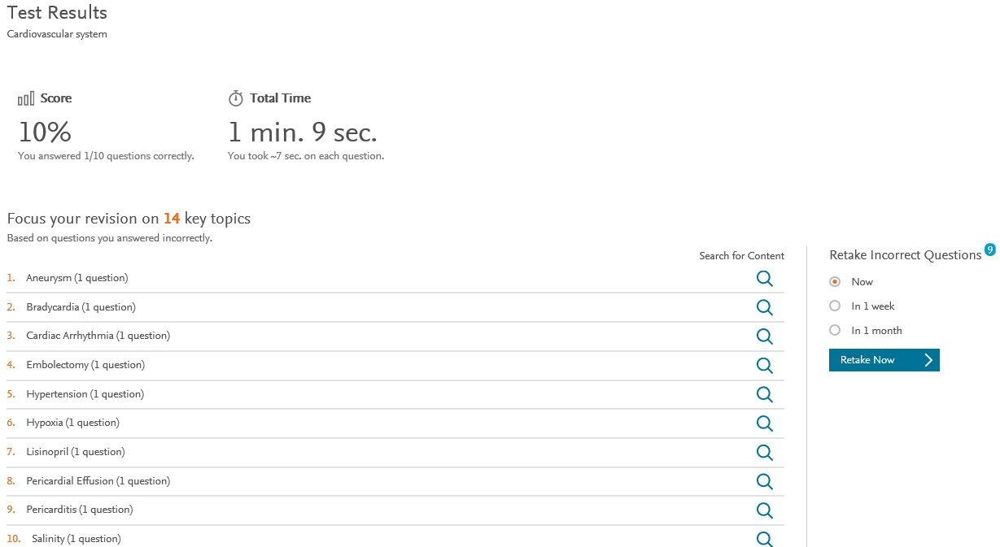 Test Results
Cardiovascular system
Score
10%
You answered 1/10 questions correctly.
Total Time
1 min. 9 sec.
You took ~7 sec. on each question.
Focus your revision on 14 key topics
Based on questions you answered incorrectly.
Search for Content
1. Aneurysm (1 question)
2. Bradycardia (1 question)
3. Cardiac Arrhythmia (1 question)
4. Embolectomy (1 question)
5. Hypertension (1 question)
6. Hypoxia (1 question)
7. Lisinopril (1 question)
8. Pericardial Effusion (1 question)
9. Pericarditis (1 question)
10. Salinity (1 question)
Retake Incorrect Questions 9
Now
In 1 week
In 1 month
Retake Now